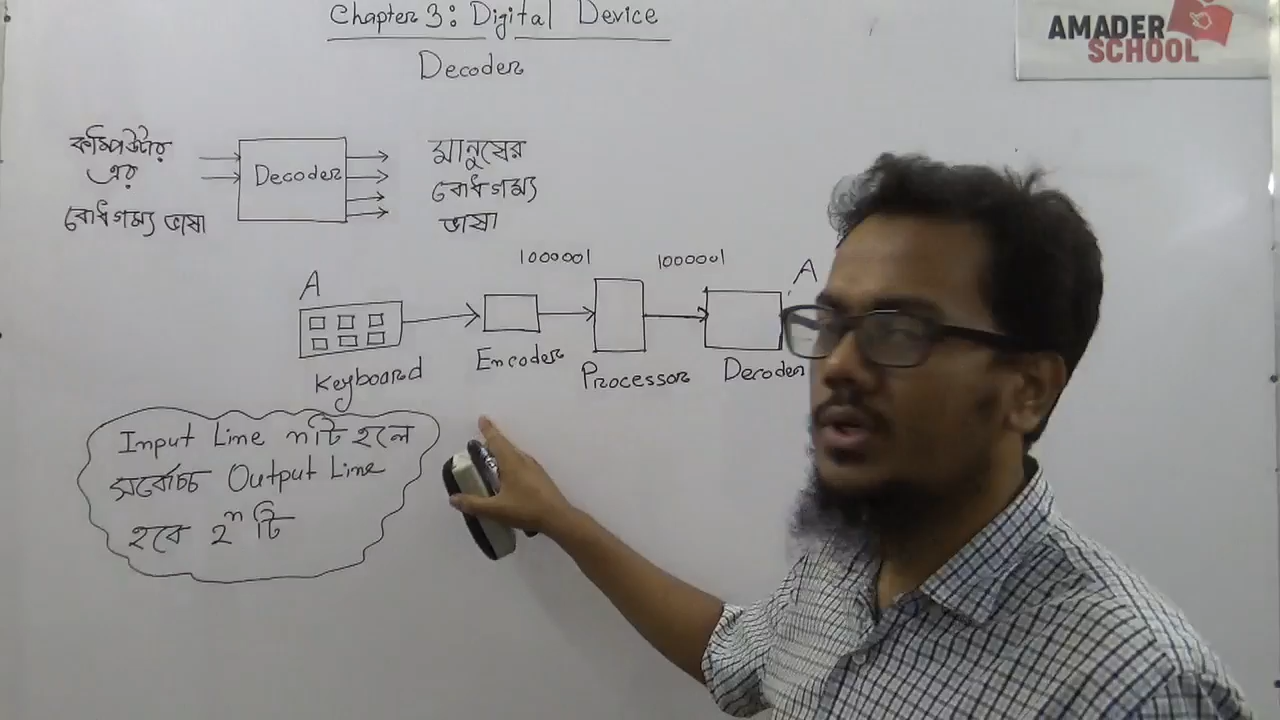 Chapter 3: Digital Device
Decoder
AMADER
SCHOOL
কম্পিউটার
এর
বোধগম্য ভাষা
Decoder
মানুষের
বোধগম্য
ভাষা
A
1000001
1000001
A
Keyboard
Encoder
Processor
Decoder
Input Line n টি হলে
সর্বোচ্চ Output Line
হবে 2ⁿ টি